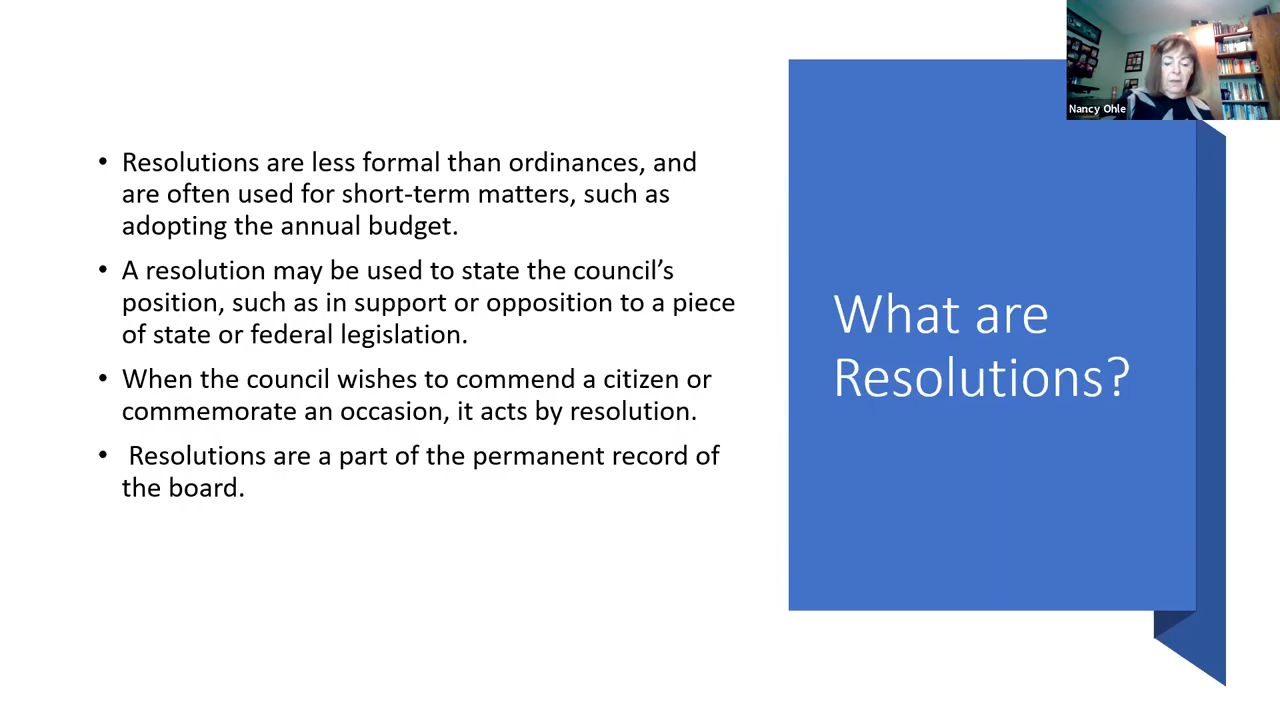 Nancy Ohle
• Resolutions are less formal than ordinances, and
are often used for short-term matters, such as
adopting the annual budget.
• A resolution may be used to state the council’s
position, such as in support or opposition to a piece
of state or federal legislation.
• When the council wishes to commend a citizen or
commemorate an occasion, it acts by resolution.
• Resolutions are a part of the permanent record of
the board.
What are
Resolutions?